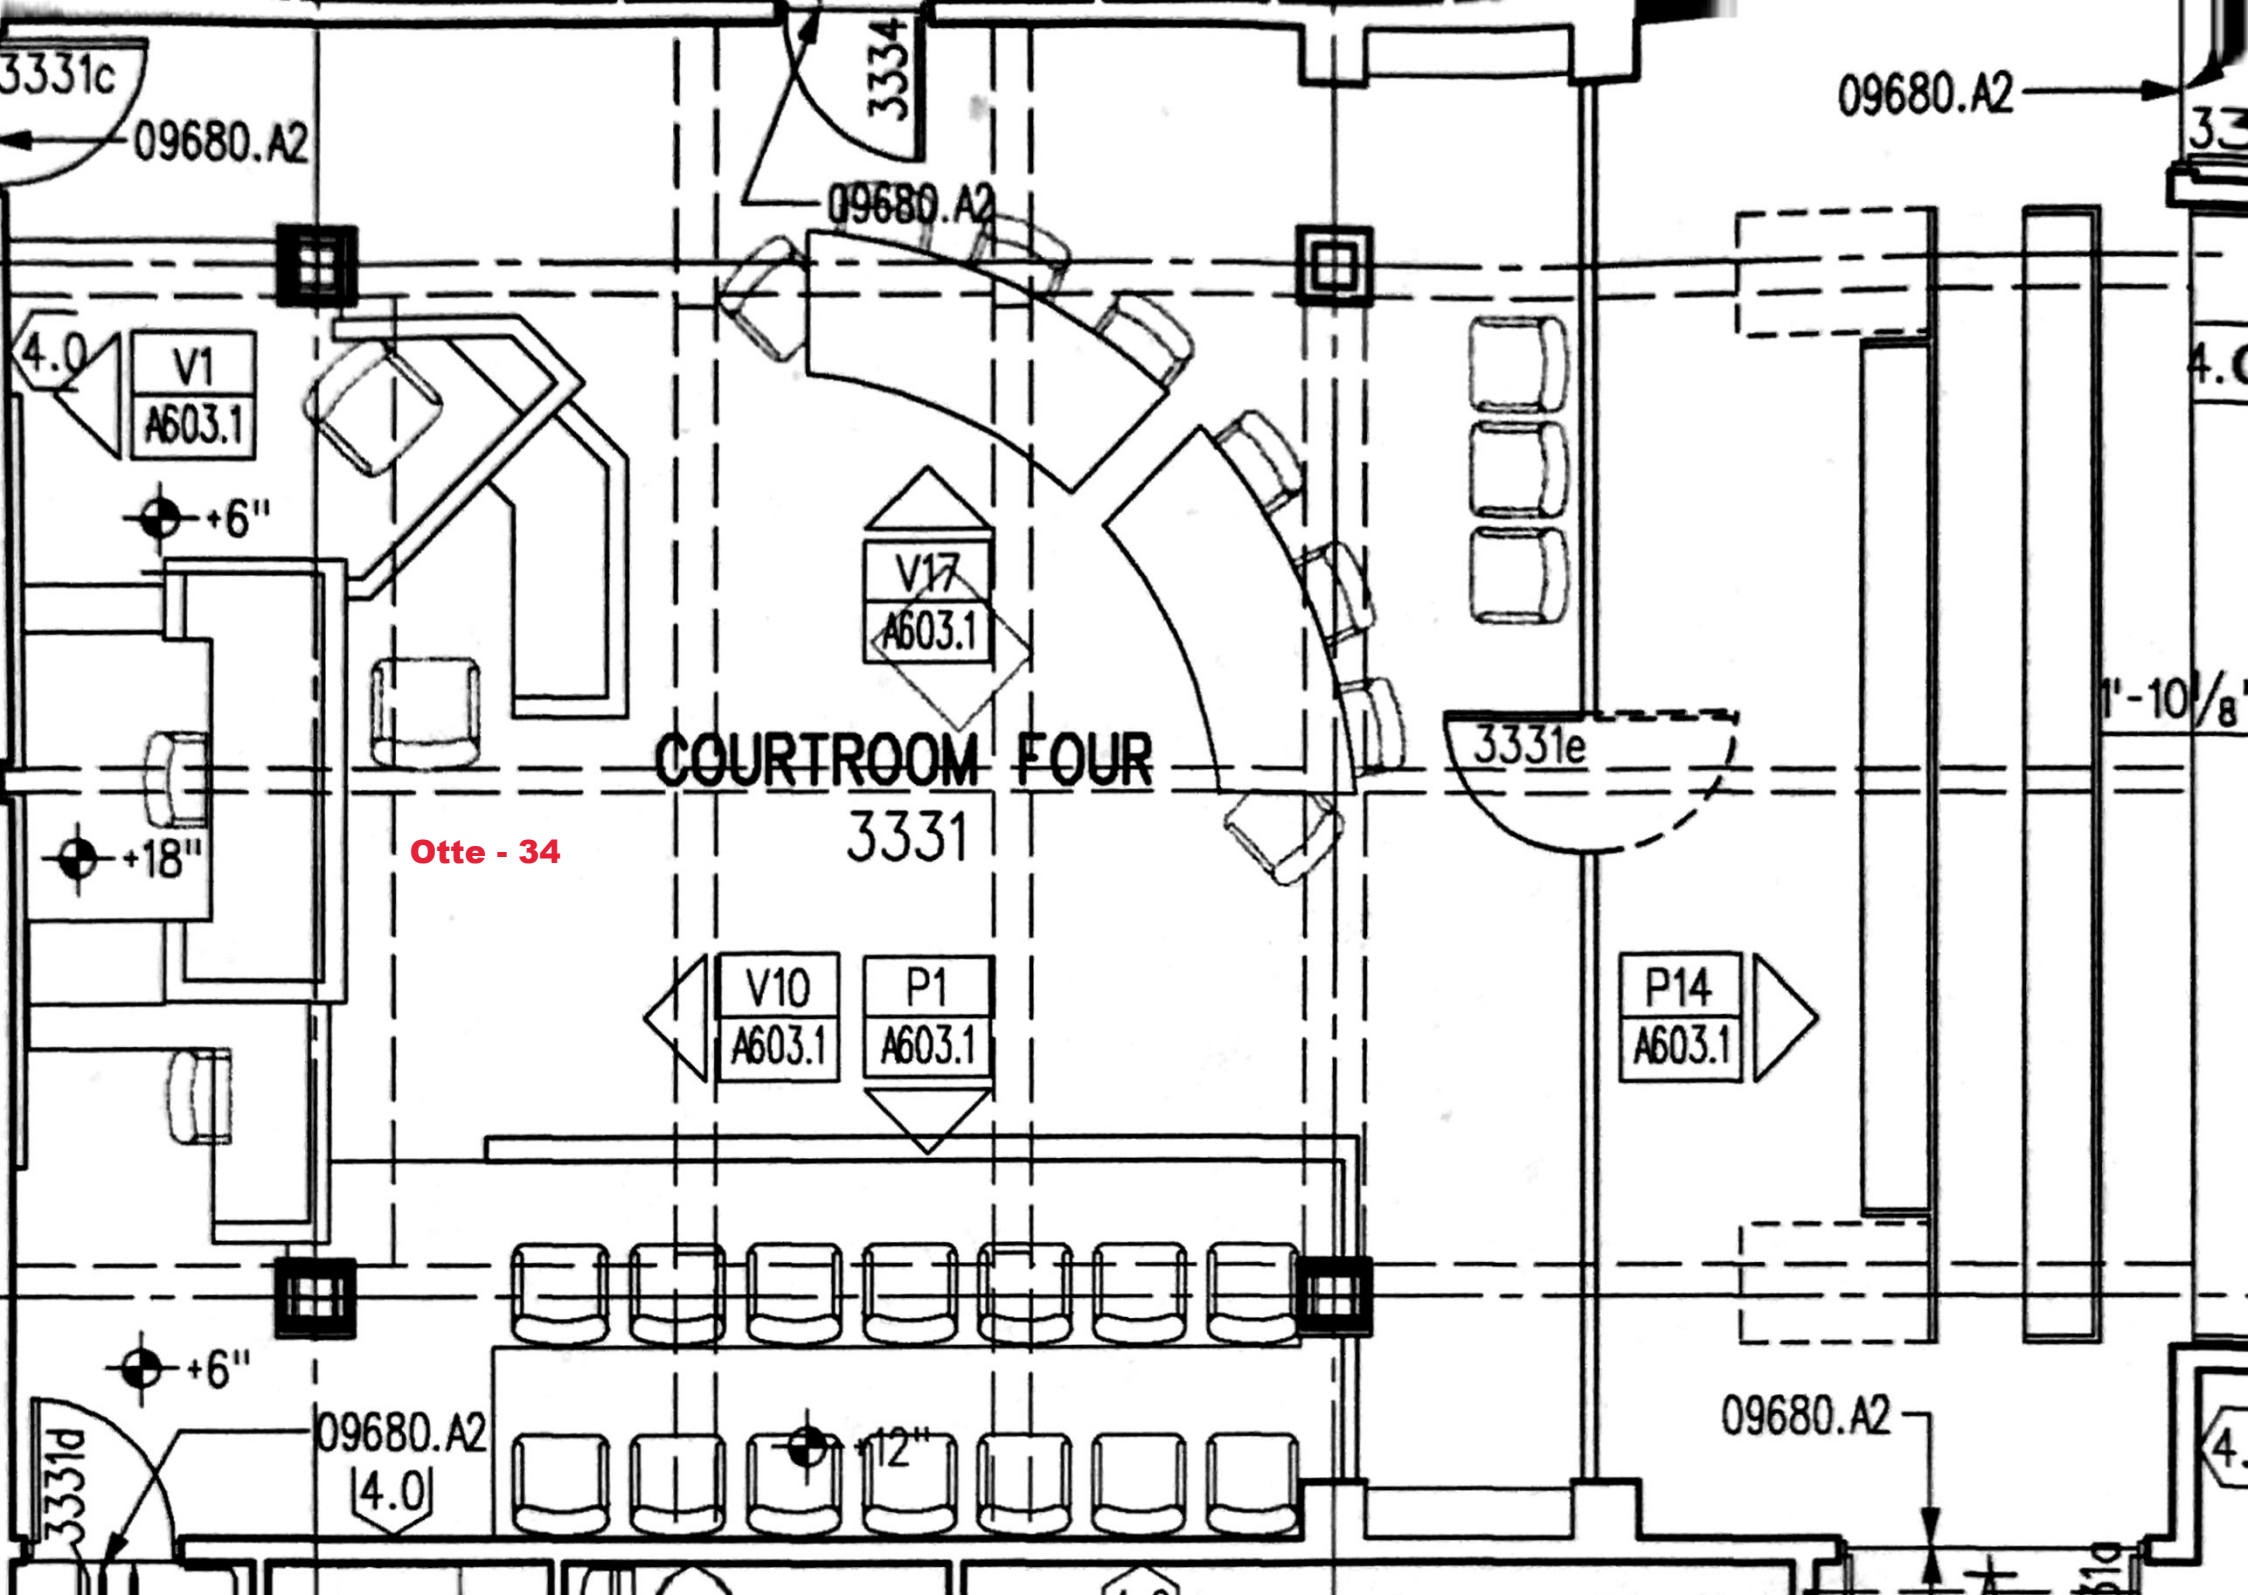 3334
3331c
09680.A2
09680.A2
33
09680.A2
4.0
V1
A603.1
4.0
+6"
V17
A603.1
1'-10 1/8"
COURTROOM FOUR
3331e
3331
+18"
Otte - 34
V10
A603.1
P1
A603.1
P14
A603.1
+6"
09680.A2
09680.A2
+12"
4.0
3331d
4.